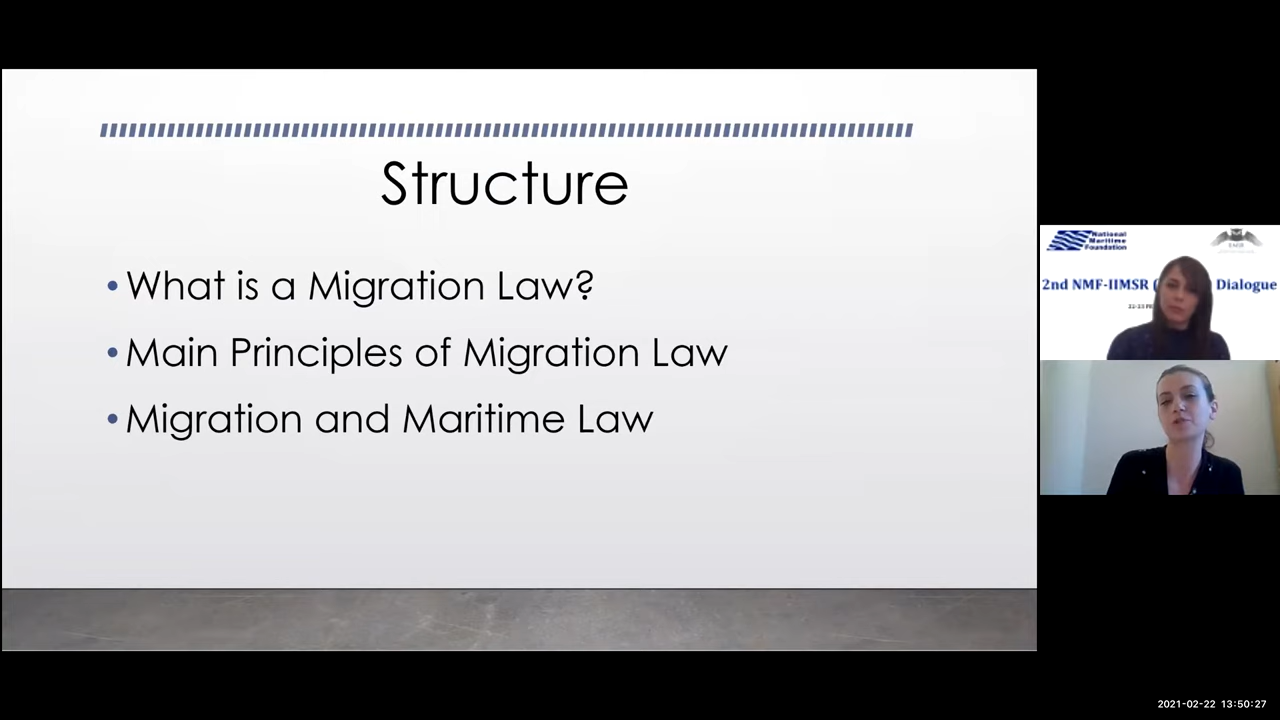 Structure
• What is a Migration Law?
• Main Principles of Migration Law
• Migration and Maritime Law
National
Maritime
Foundation
2nd NMF-IIMSR ( Dialogue
2021-02-22 13:50:27